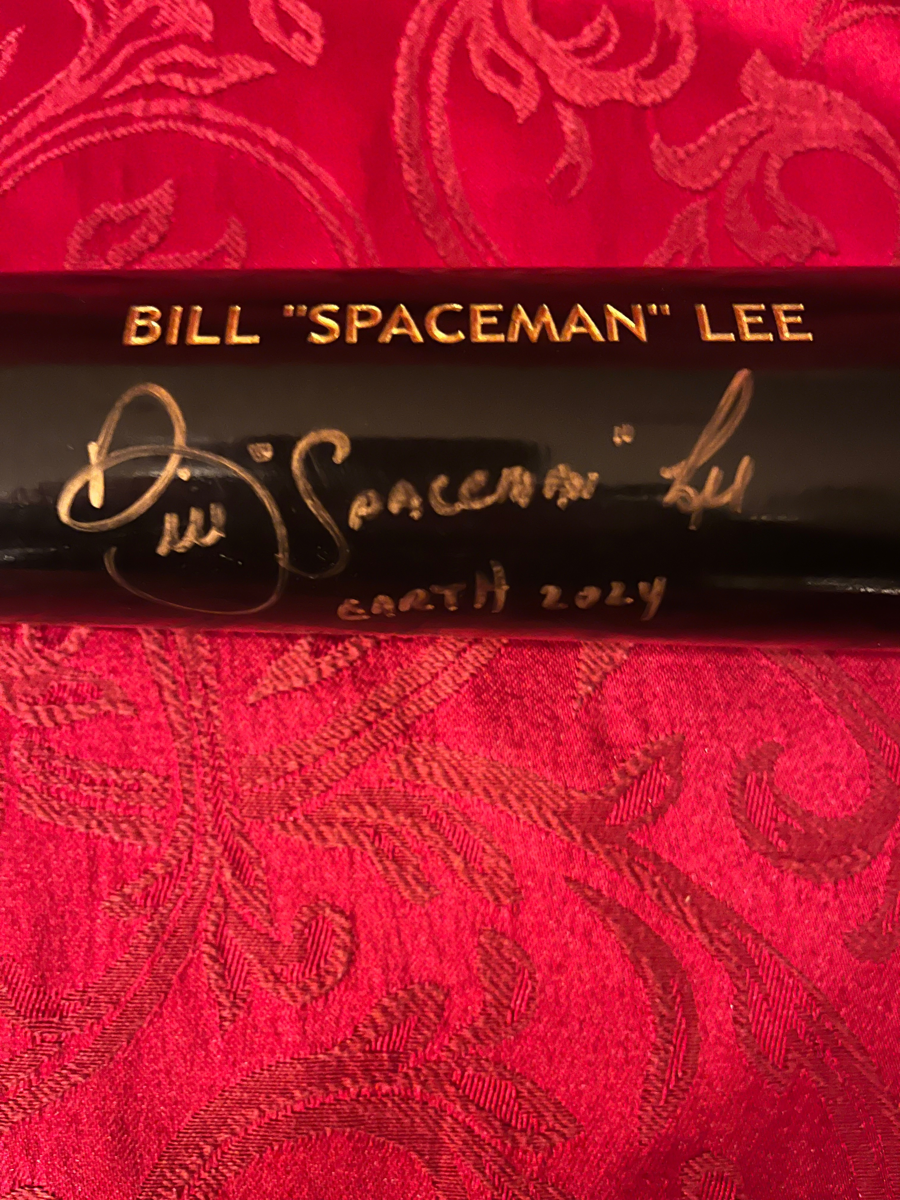 BILL "SPACEMAN" LEE
Bill "SPACEMAN" Lee
EARTH 2024